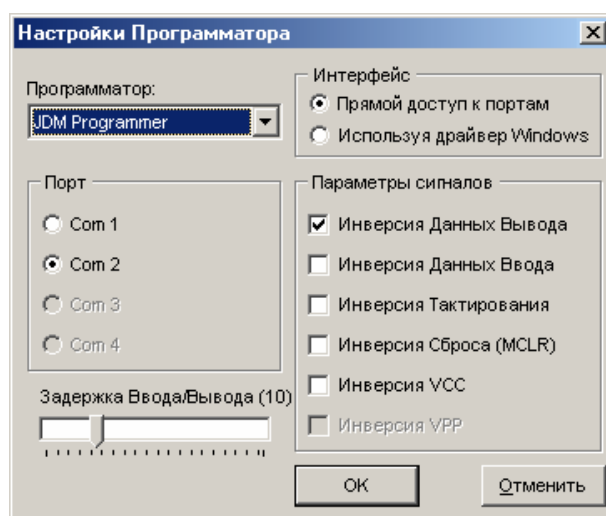 Настройки Программатора
Программатор:
JDM Programmer
Интерфейс
Прямой доступ к портам
Используя драйвер Windows
Порт
Com 1
Com 2
Com 3
Com 4
Параметры сигналов
Инверсия Данных Вывода
Инверсия Данных Ввода
Инверсия Тактирования
Инверсия Сброса (MCLR)
Инверсия VCC
Инверсия VPP
Задержка Ввода/Вывода (10)
OK
Отменить